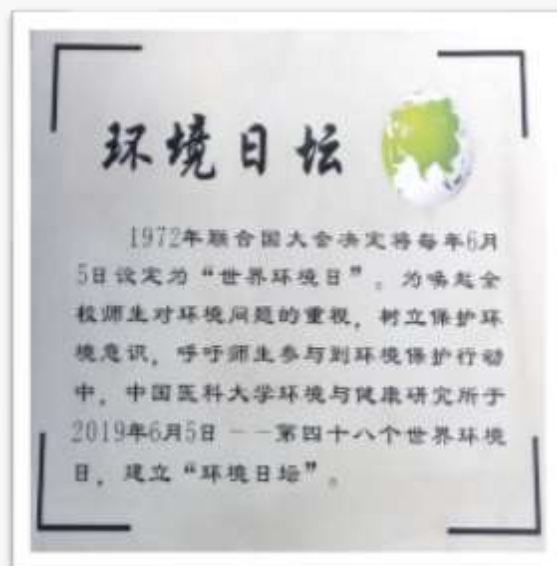 环境日坛
1972年联合国大会决定将每年6月
5日设定为“世界环境日”。为唤起全
校师生对环境问题的重视，树立保护环
境意识，呼吁师生参与到环境保护行动
中，中国医科大学环境与健康研究所于
2019年6月5日——第四十八个世界环境
日，建立“环境日坛”。